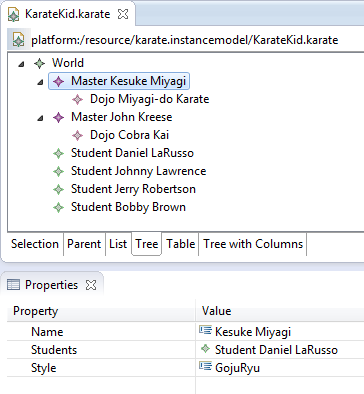 KarateKid.karate
platform:/resource/karate.instancemodel/KarateKid.karate
World
Master Kesuke Miyagi
Dojo Miyagi-do Karate
Master John Kreese
Dojo Cobra Kai
Student Daniel LaRusso
Student Johnny Lawrence
Student Jerry Robertson
Student Bobby Brown
Selection Parent List Tree Table Tree with Columns
Properties
Property Value
Name Kesuke Miyagi
Students Student Daniel LaRusso
Style GojuRyu